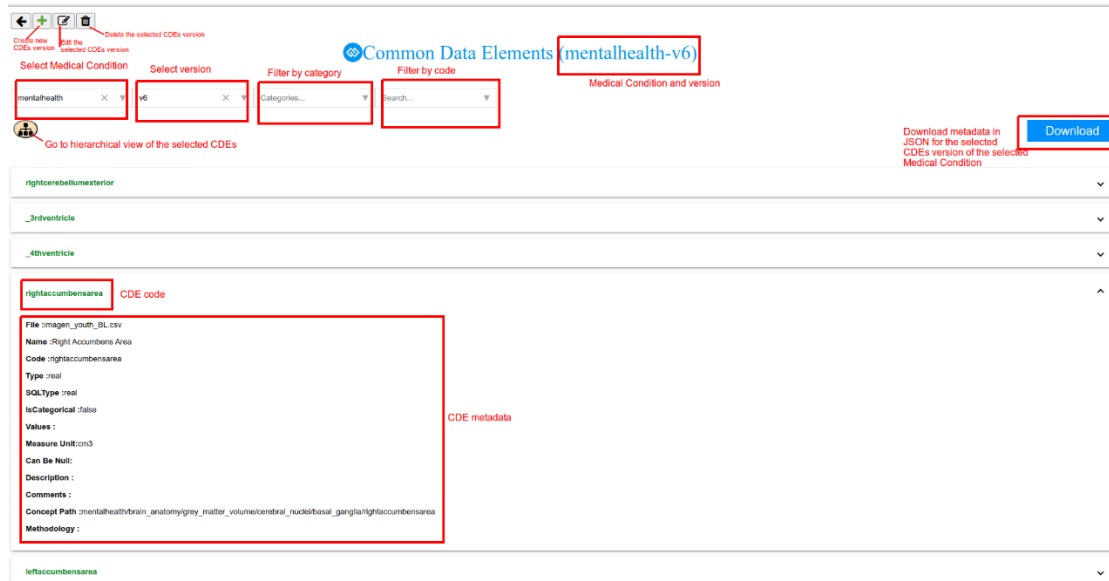 Delete the selected CDEs version
Create new
CDEs version
Edit the
selected CDEs version
Common Data Elements (mentalhealth-v6)
Select Medical Condition
Select version
Filter by category
Filter by code
Medical Condition and version
mentalhealth
v6
Categories...
Search...
Go to hierarchical view of the selected CDEs
Download metadata in
JSON for the selected
CDEs version of the selected
Medical Condition
Download
rightcerebellumexterior
_3rdventricle
_4thventricle
rightaccumbensarea
CDE code
File :imagen_youth_BL.csv
Name :Right Accumbens Area
Code :rightaccumbensarea
Type :real
SQLType :real
IsCategorical :false
Values :
CDE metadata
Measure Unit:cm3
Can Be Null:
Description :
Comments :
Concept Path :mentalhealth/brain_anatomy/grey_matter_volume/cerebral_nuclei/basal_ganglia/rightaccumbensarea
Methodology :
leftaccumbensarea